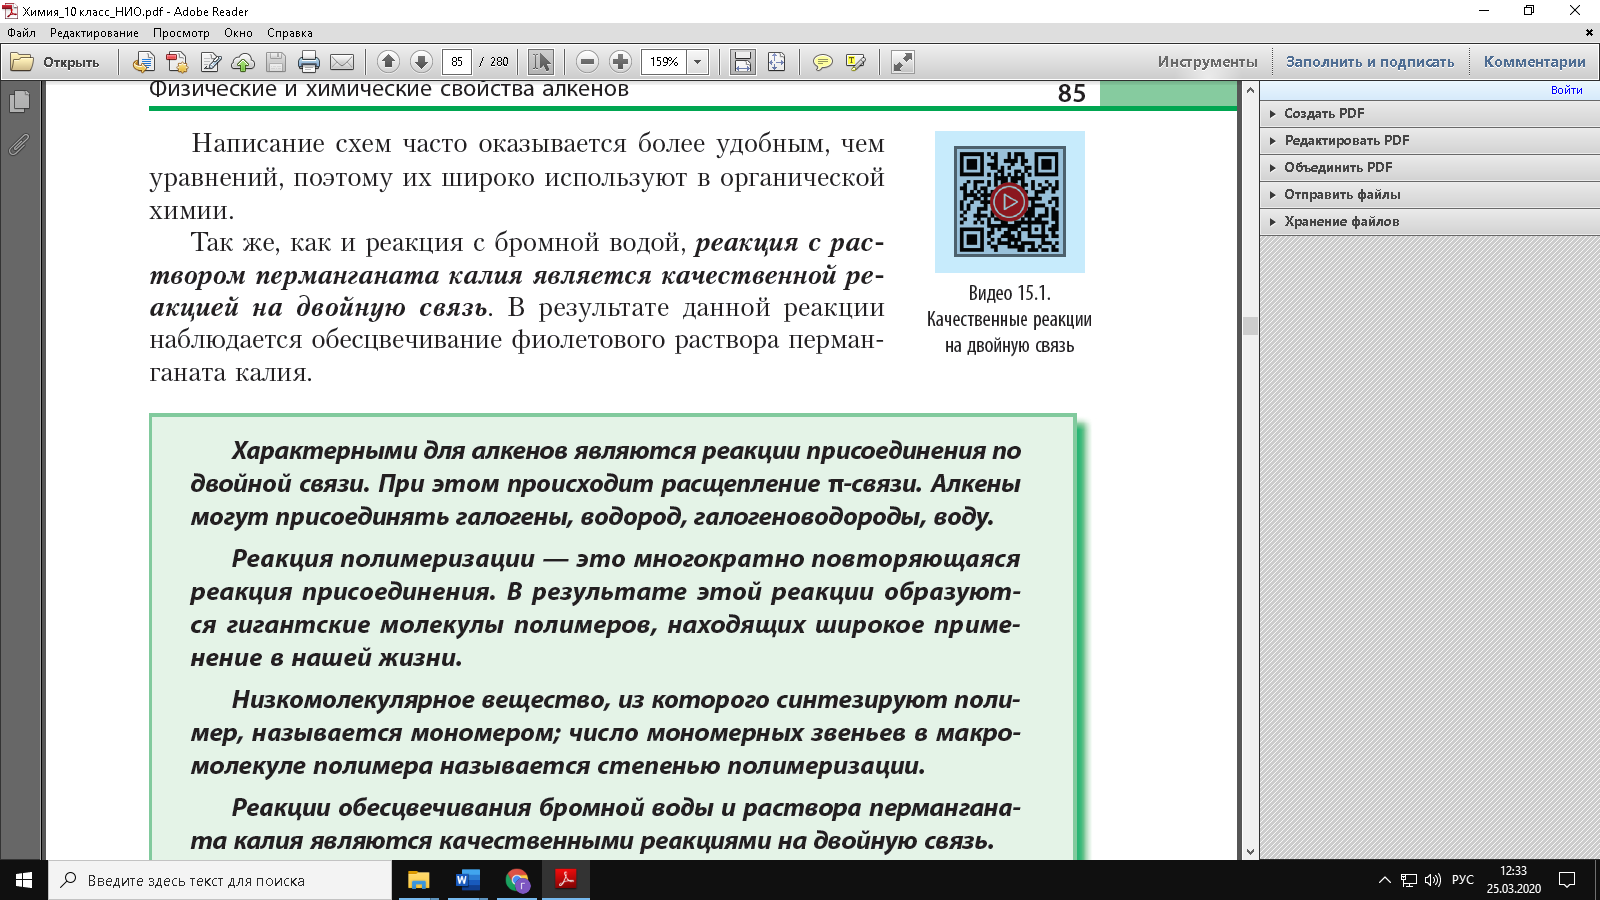 Химия_10 класс_НИО.pdf - Adobe Reader
Файл Редактирование Просмотр Окно Справка
Открыть 85 / 280 159% Инструменты Заполнить и подписать Комментарии
Физические и химические свойства алкенов 85
Написание схем часто оказывается более удобным, чем
уравнений, поэтому их широко используют в органической
химии.
Так же, как и реакция с бромной водой, реакция с рас-
твором перманганата калия является качественной ре-
акцией на двойную связь. В результате данной реакции
наблюдается обесцвечивание фиолетового раствора перман-
ганата калия.
Видео 15.1.
Качественные реакции
на двойную связь
Характерными для алкенов являются реакции присоединения по
двойной связи. При этом происходит расщепление π-связи. Алкены
могут присоединять галогены, водород, галогеноводороды, воду.
Реакция полимеризации — это многократно повторяющаяся
реакция присоединения. В результате этой реакции образуют-
ся гигантские молекулы полимеров, находящих широкое приме-
нение в нашей жизни.
Низкомолекулярное вещество, из которого синтезируют поли-
мер, называется мономером; число мономерных звеньев в макро-
молекуле полимера называется степенью полимеризации.
Реакции обесцвечивания бромной воды и раствора пермангана-
та калия являются качественными реакциями на двойную связь.
Войти
Создать PDF
Редактировать PDF
Объединить PDF
Отправить файлы
Хранение файлов
Введите здесь текст для поиска
РУС
12:33
25.03.2020